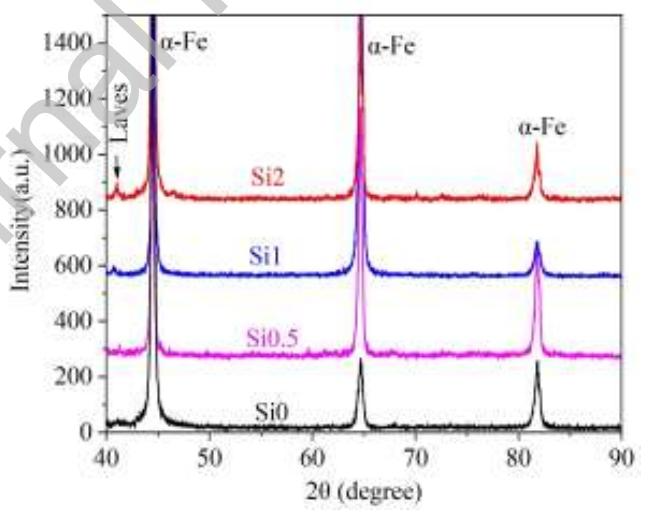 1400
1200
1000
800
600
400
200
0
Intensity(a.u.)
Laves
α-Fe
α-Fe
α-Fe
Si2
Si1
Si0.5
Si0
40 50 60 70 80 90
2θ (degree)